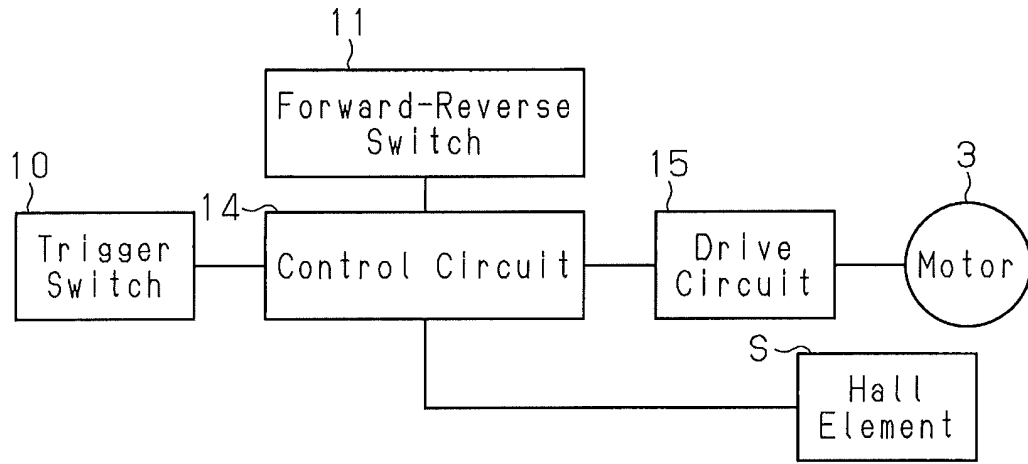 11
Forward-Reverse
Switch
10
Trigger
Switch
14
Control Circuit
15
Drive
Circuit
3
Motor
S
Hall
Element